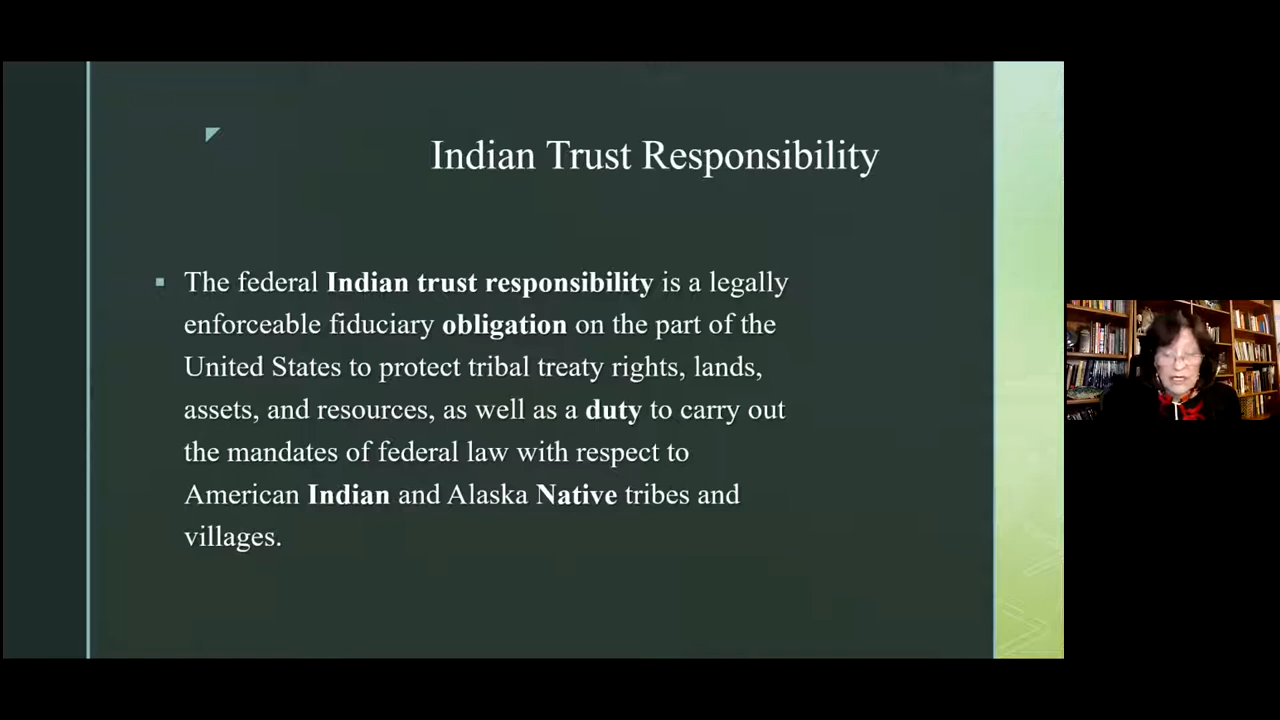 Indian Trust Responsibility
The federal Indian trust responsibility is a legally
enforceable fiduciary obligation on the part of the
United States to protect tribal treaty rights, lands,
assets, and resources, as well as a duty to carry out
the mandates of federal law with respect to
American Indian and Alaska Native tribes and
villages.